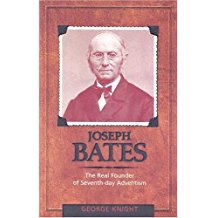 JOSEPH
BATES
The Real Founder
of Seventh-day Adventism
GEORGE KNIGHT